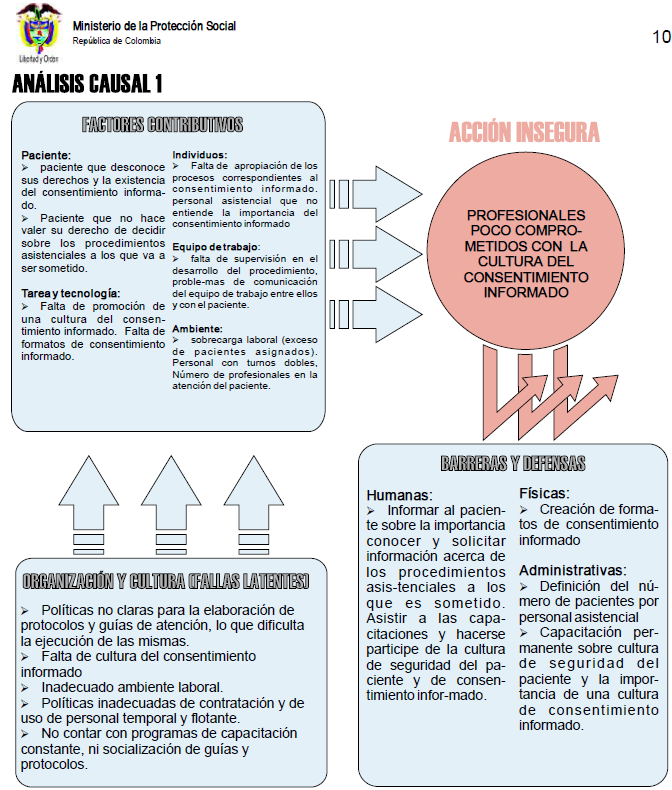 Ministerio de la Protección Social
República de Colombia
Libertad y Orden
10
ANÁLISIS CAUSAL 1
FACTORES CONTRIBUTIVOS
Paciente:
➢ paciente que desconoce
sus derechos y la existencia
del consentimiento informa-
do.
➢ Paciente que no hace
valer su derecho de decidir
sobre los procedimientos
asistenciales a los que va a
ser sometido.
Tarea y tecnología:
➢ Falta de promoción de
una cultura del consen-
timiento informado. Falta de
formatos de consentimiento
informado.
Individuos:
➢ Falta de apropiación de los
procesos correspondientes al
consentimiento informado.
personal asistencial que no
entiende la importancia del
consentimiento informado
Equipo de trabajo:
➢ falta de supervisión en el
desarrollo del procedimiento,
proble-mas de comunicación
del equipo de trabajo entre ellos
y con el paciente.
Ambiente:
➢ sobrecarga laboral (exceso
de pacientes asignados).
Personal con turnos dobles,
Número de profesionales en la
atención del paciente.
ACCIÓN INSEGURA
PROFESIONALES
POCO COMPRO-
METIDOS CON LA
CULTURA DEL
CONSENTIMIENTO
INFORMADO
ORGANIZACIÓN Y CULTURA (FALLAS LATENTES)
➢ Políticas no claras para la elaboración de
protocolos y guías de atención, lo que dificulta
la ejecución de las mismas.
➢ Falta de cultura del consentimiento
informado
➢ Inadecuado ambiente laboral.
➢ Políticas inadecuadas de contratación y de
uso de personal temporal y flotante.
➢ No contar con programas de capacitación
constante, ni socialización de guías y
protocolos.
BARRERAS Y DEFENSAS
Humanas:
➢ Informar al pacien-
te sobre la importancia
conocer y solicitar
información acerca de
los procedimientos
asis-tenciales a los
que es sometido.
Asistir a las capa-
citaciones y hacerse
participe de la cultura
de seguridad del pa-
ciente y de consen-
timiento infor-mado.
Físicas:
➢ Creación de forma-
tos de consentimiento
informado
Administrativas:
➢ Definición del nú-
mero de pacientes por
personal asistencial
➢ Capacitación per-
manente sobre cultura
de seguridad del
paciente y la impor-
tancia de una cultura
de consentimiento
informado.